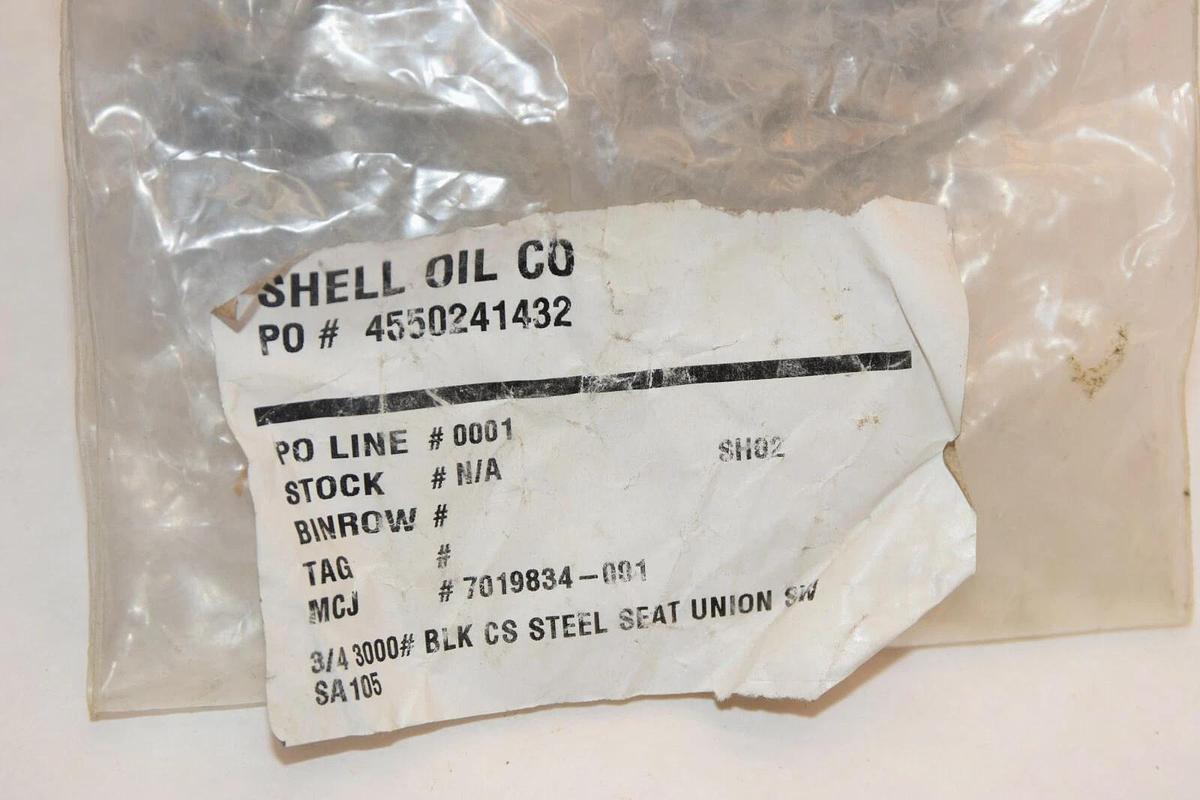 SHELL OIL CO
PO # 4550241432
PO LINE # 0001
STOCK # N/A SH02
BINROW #
TAG #
MCJ # 7019834-001
3/4 3000# BLK CS STEEL SEAT UNION SW
SA105